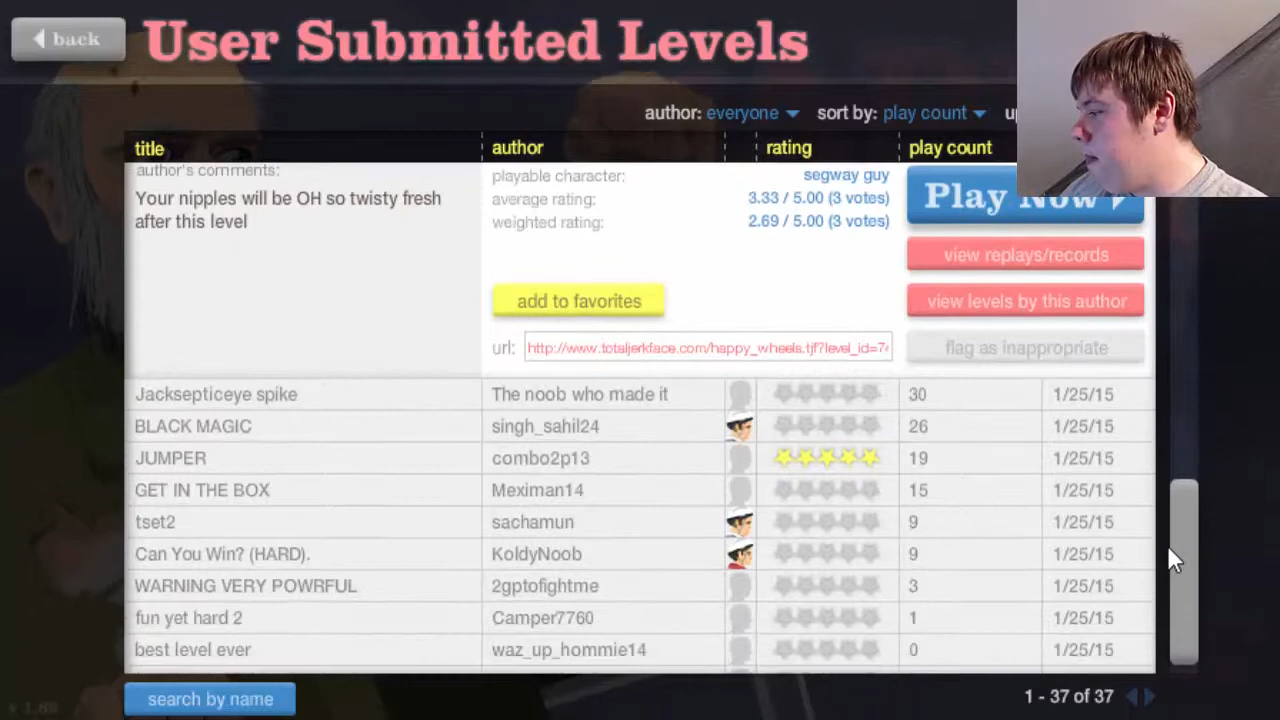 back
User Submitted Levels
author: everyone sort by: play count
title author rating play count
author's comments:
Your nipples will be OH so twisty fresh
after this level
playable character: segway guy
average rating: 3.33 / 5.00 (3 votes)
weighted rating: 2.69 / 5.00 (3 votes)
Play Now
view replays/records
add to favorites
view levels by this author
url: http://www.totaljerkface.com/happy_wheels.tjf?level_id=7
flag as inappropriate
Jacksepticeye spike The noob who made it 30 1/25/15
BLACK MAGIC singh_sahil24 26 1/25/15
JUMPER combo2p13 19 1/25/15
GET IN THE BOX Meximan14 15 1/25/15
tset2 sachamun 9 1/25/15
Can You Win? (HARD). KoldyNoob 9 1/25/15
WARNING VERY POWRFUL 2gptofightme 3 1/25/15
fun yet hard 2 Camper7760 1 1/25/15
best level ever waz_up_hommie14 0 1/25/15
search by name
1 - 37 of 37